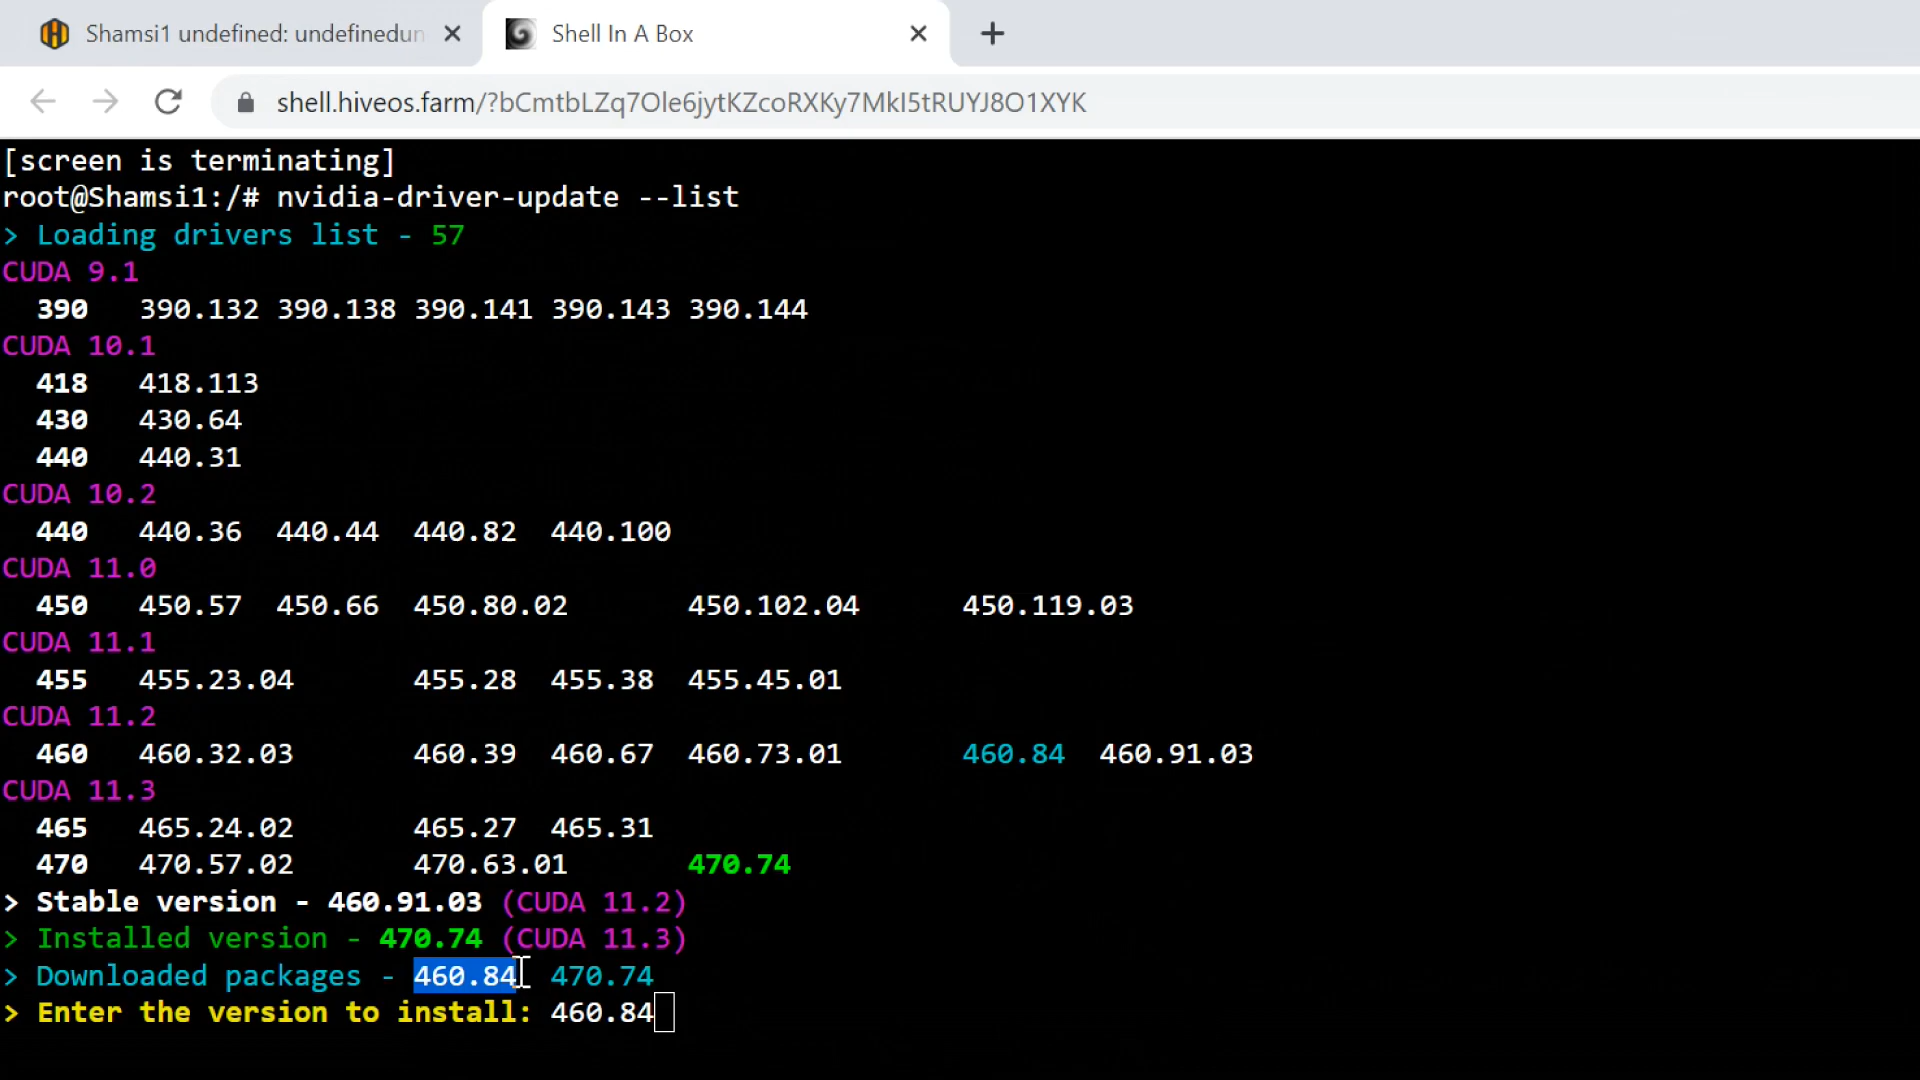 Shamsi1 undefined: undefinedun
Shell In A Box
shell.hiveos.farm/?bCmtbLZq7Ole6jytKZcoRXKy7MkI5tRUYJ8O1XYK
[screen is terminating]
root@Shamsi1:/# nvidia-driver-update --list
> Loading drivers list - 57
CUDA 9.1
390 390.132 390.138 390.141 390.143 390.144
CUDA 10.1
418 418.113
430 430.64
440 440.31
CUDA 10.2
440 440.36 440.44 440.82 440.100
CUDA 11.0
450 450.57 450.66 450.80.02 450.102.04 450.119.03
CUDA 11.1
455 455.23.04 455.28 455.38 455.45.01
CUDA 11.2
460 460.32.03 460.39 460.67 460.73.01 460.84 460.91.03
CUDA 11.3
465 465.24.02 465.27 465.31
470 470.57.02 470.63.01 470.74
> Stable version - 460.91.03 (CUDA 11.2)
> Installed version - 470.74 (CUDA 11.3)
> Downloaded packages - 460.84 470.74
> Enter the version to install: 460.84